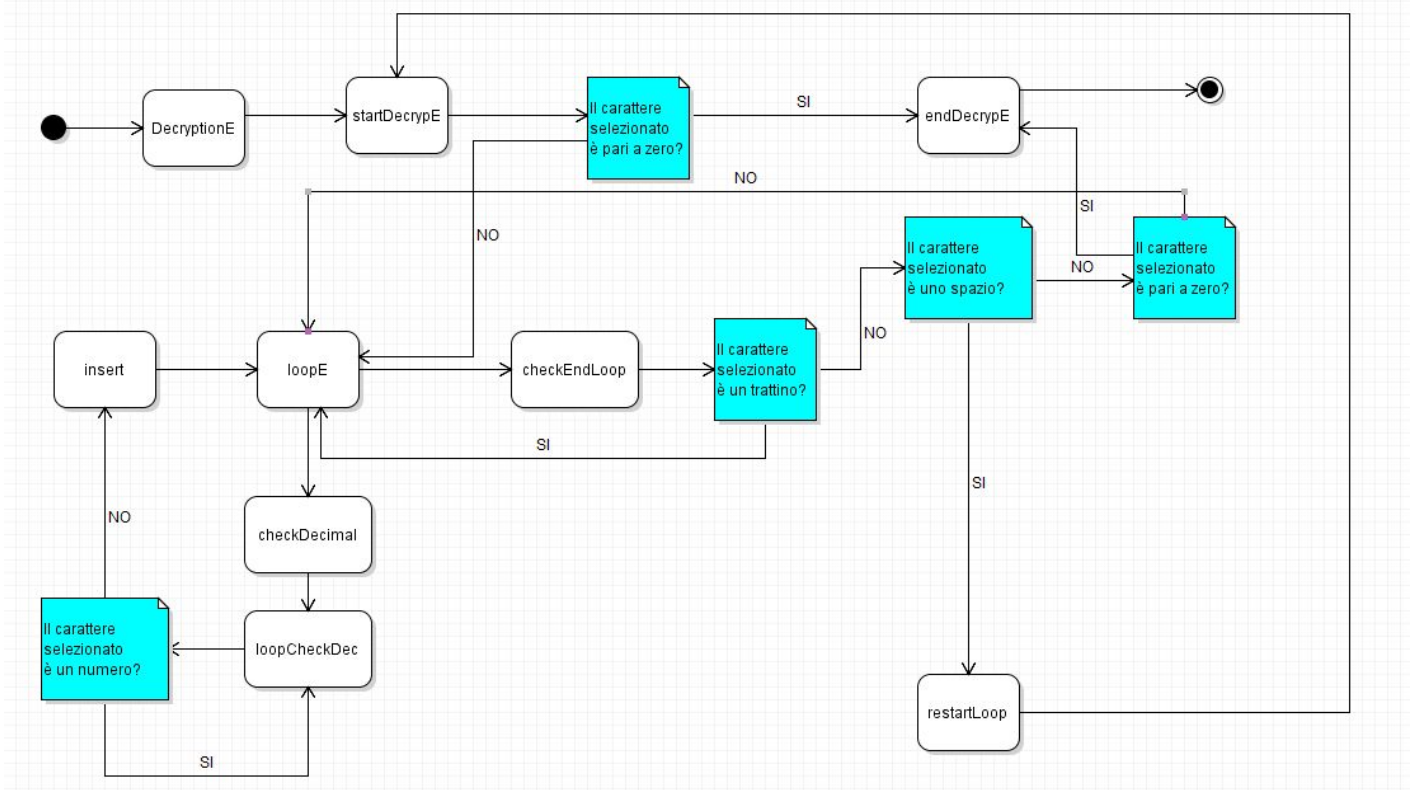 DecryptionE
startDecrypE
Il carattere
selezionato
è pari a zero?
SI
endDecrypE
NO
NO
SI
Il carattere
selezionato
è uno spazio?
NO
Il carattere
selezionato
è pari a zero?
insert
loopE
checkEndLoop
Il carattere
selezionato
è un trattino?
NO
SI
SI
NO
checkDecimal
Il carattere
selezionato
è un numero?
loopCheckDec
restartLoop
SI